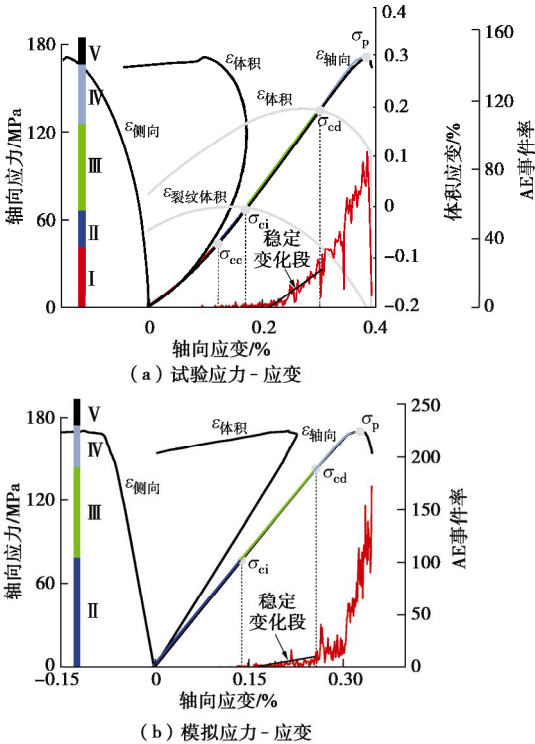 180
120
60
0
轴向应力/MPa
V
IV
III
II
I
ε侧向
ε体积
ε体积
ε裂纹体积
ε轴向
σp
σcd
σci
σcc
稳定
变化段
0.4
0.3
0.2
0.1
0
−0.1
−0.2
体积应变/%
160
120
80
40
0
AE事件率
0
0.1
0.2
0.3
0.4
轴向应变/%
(a) 试验应力-应变
180
120
60
0
轴向应力/MPa
V
IV
III
II
ε侧向
ε体积
ε轴向
σp
σcd
σci
稳定
变化段
250
200
150
100
50
0
AE事件率
−0.15
0
0.15
0.30
轴向应变/%
(b) 模拟应力-应变